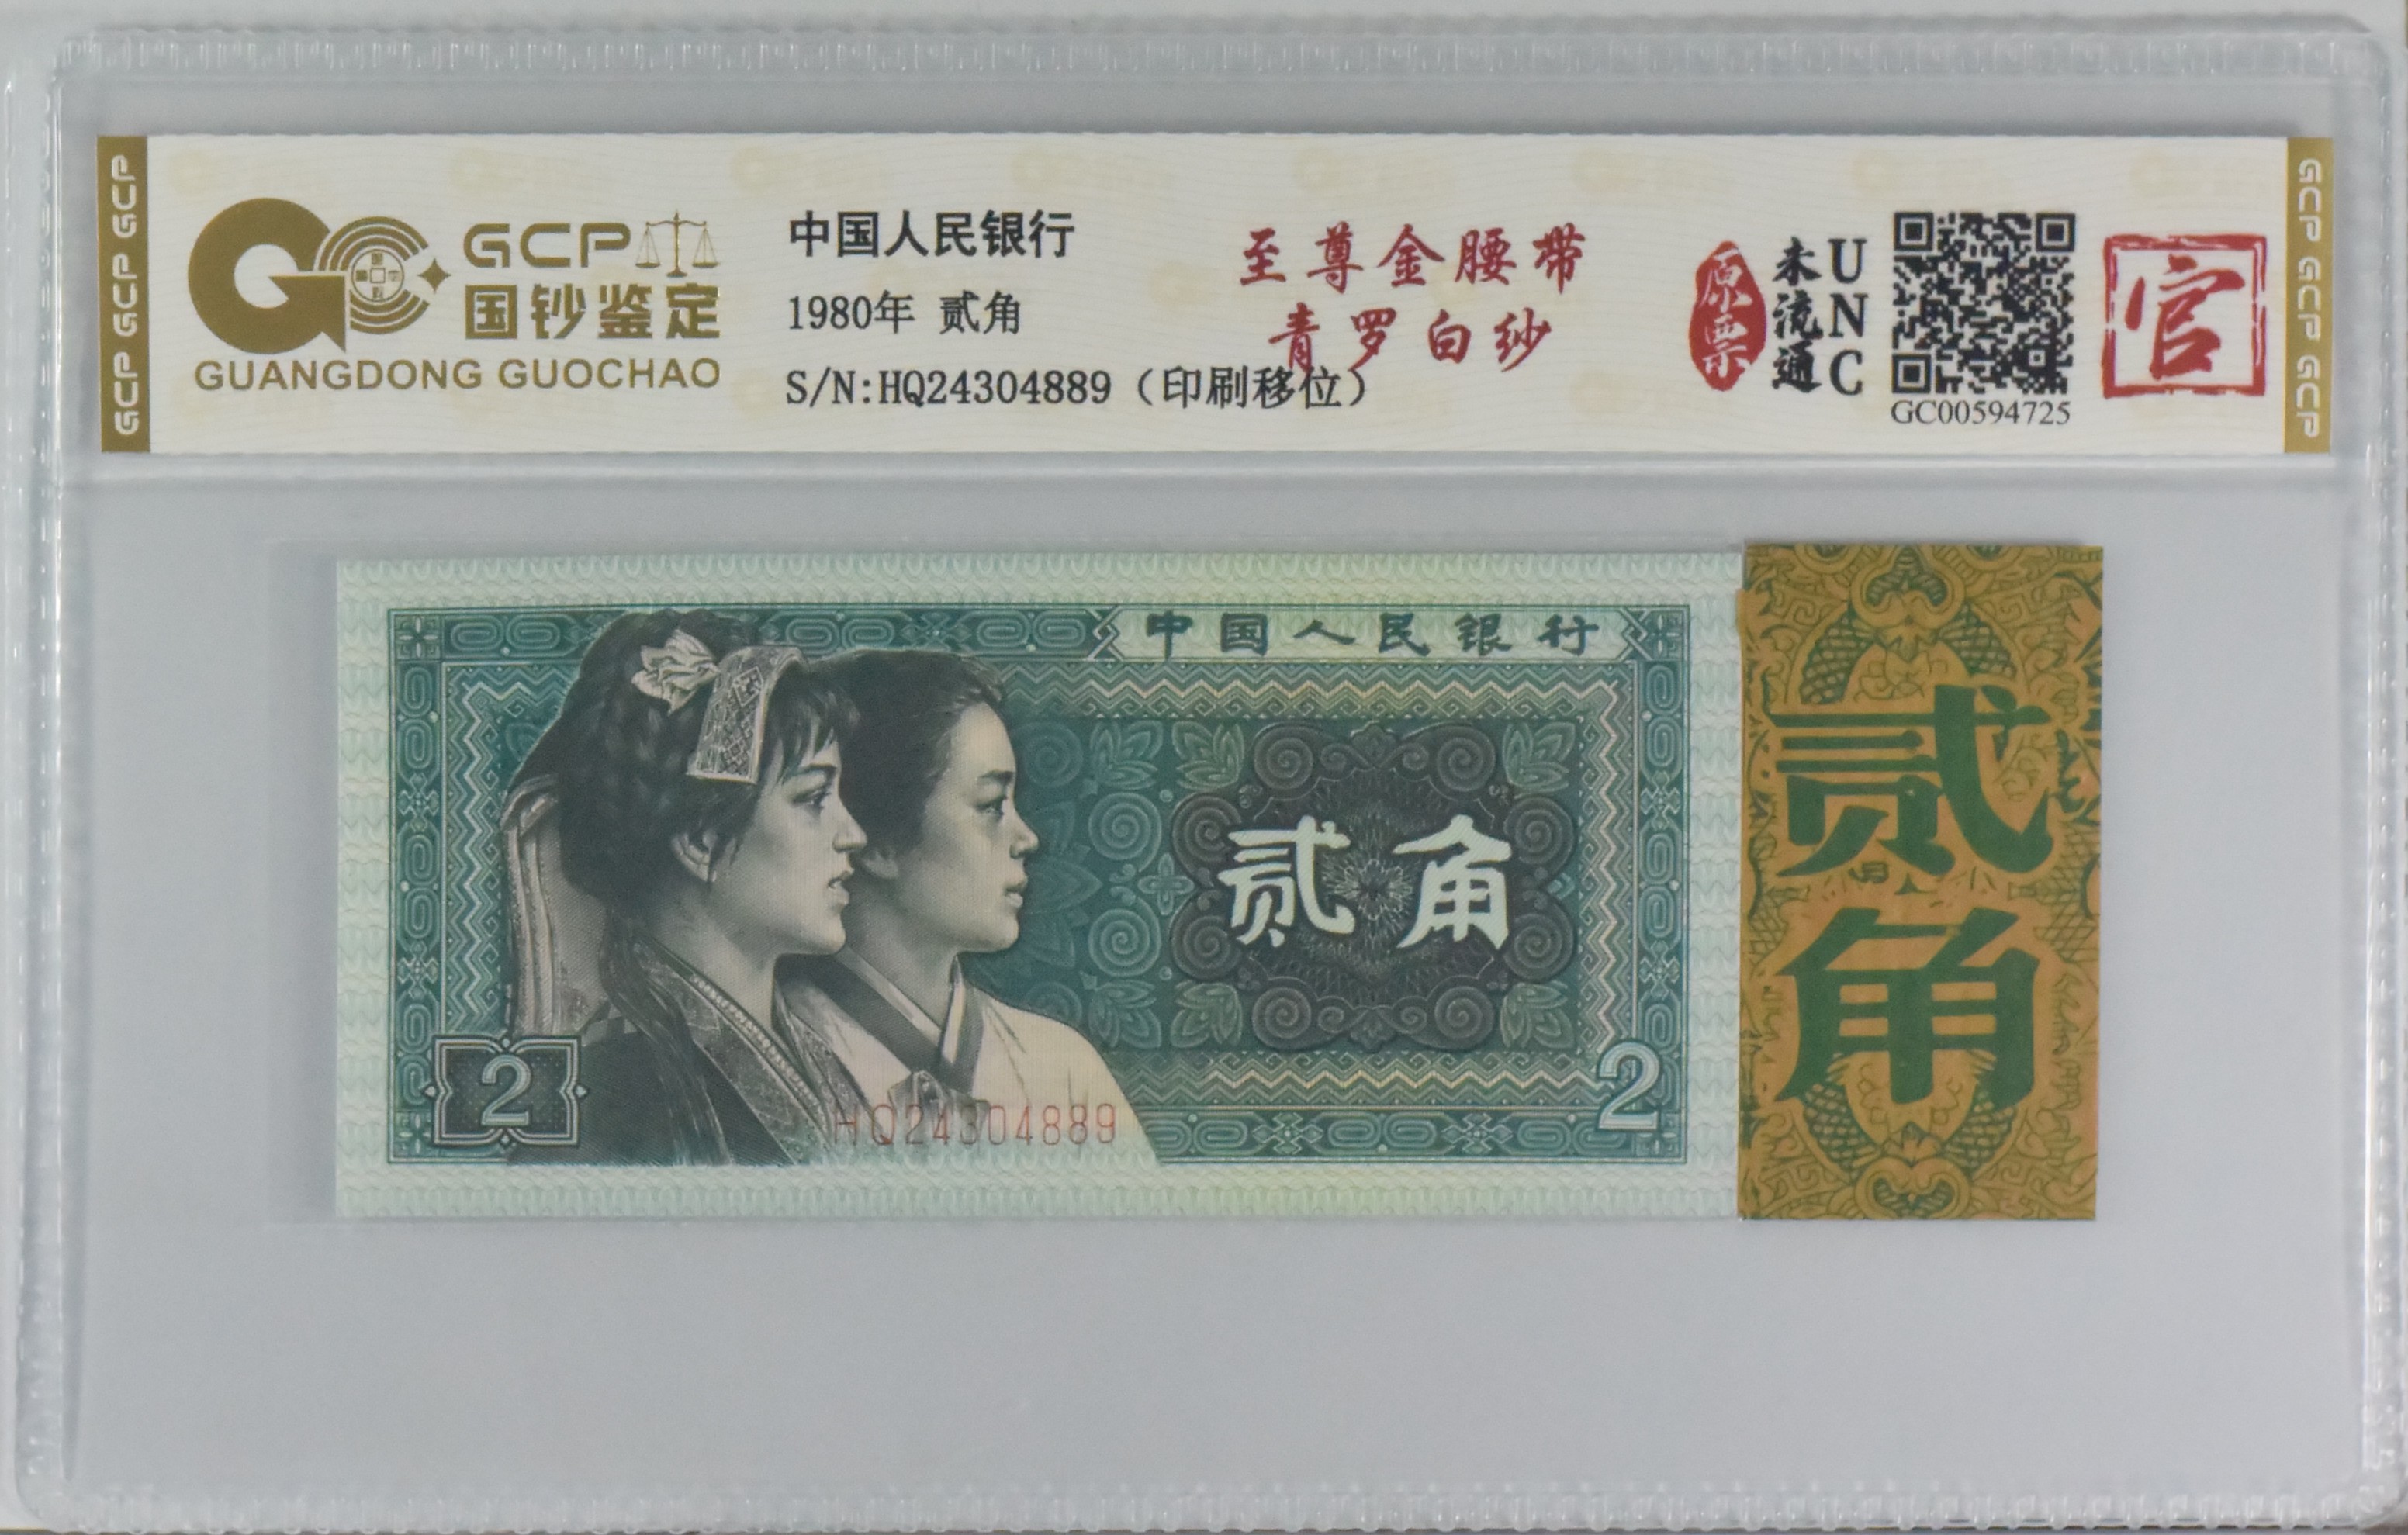 GCP GCP GCP
GCP
国钞鉴定
GUANGDONG GUOCHAO
中国人民银行
1980年 贰角
S/N:HQ24304889（印刷移位）
至尊金腰带
青罗白纱
原票
未流通
UNC
GC00594725
官
GCP GCP GCP
中国人民银行
贰角
2
HQ24304889
2
贰角